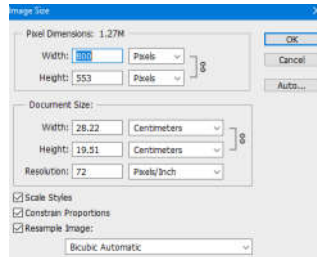 Image Size
Pixel Dimensions: 1.27M
OK
Width: 800 Pixels
Cancel
Height: 553 Pixels
Auto...
Document Size:
Width: 28.22 Centimeters
Height: 19.51 Centimeters
Resolution: 72 Pixels/Inch
Scale Styles
Constrain Proportions
Resample Image:
Bicubic Automatic